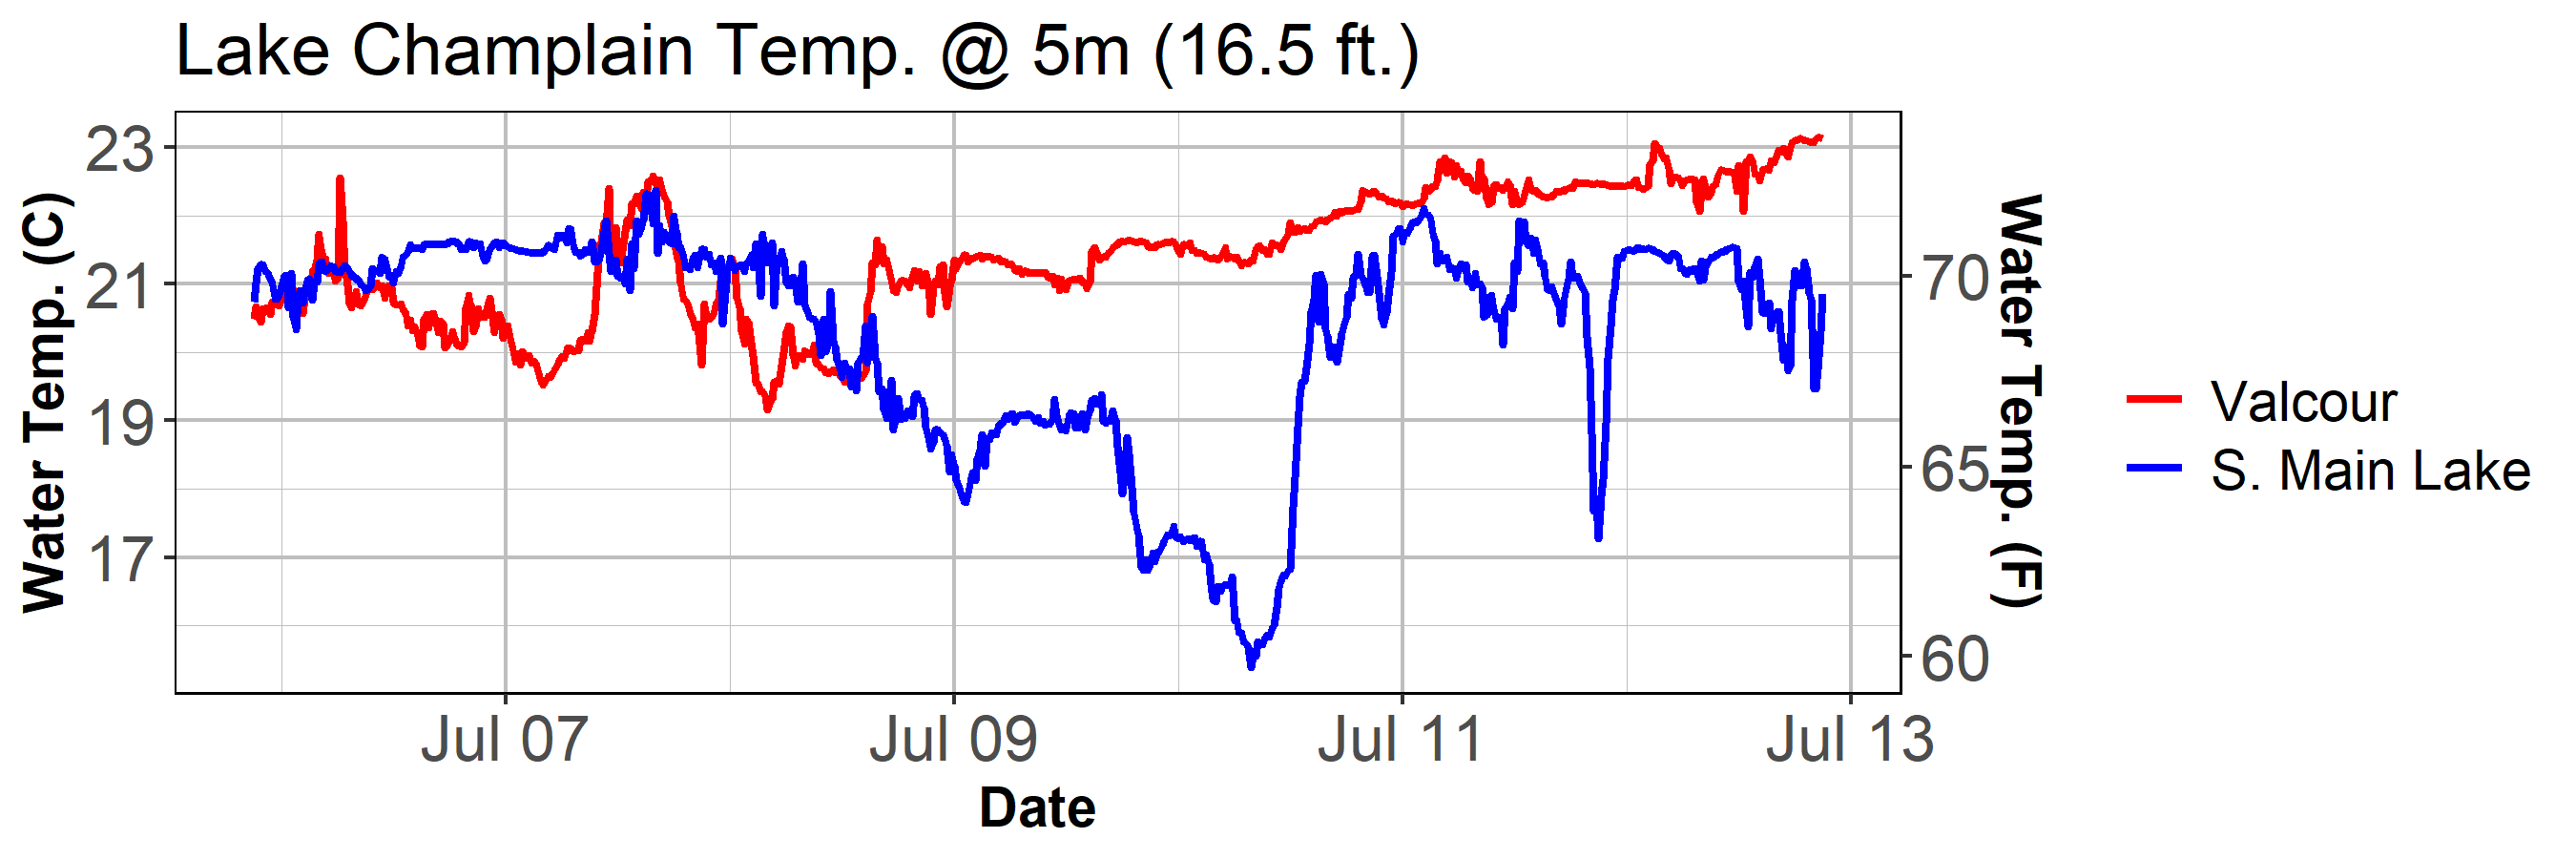 Lake Champlain Temp. @ 5m (16.5 ft.)
Water Temp. (C)
23
21
19
17
70
65
60
Water Temp. (F)
Valcour
S. Main Lake
Jul 07
Jul 09
Jul 11
Jul 13
Date